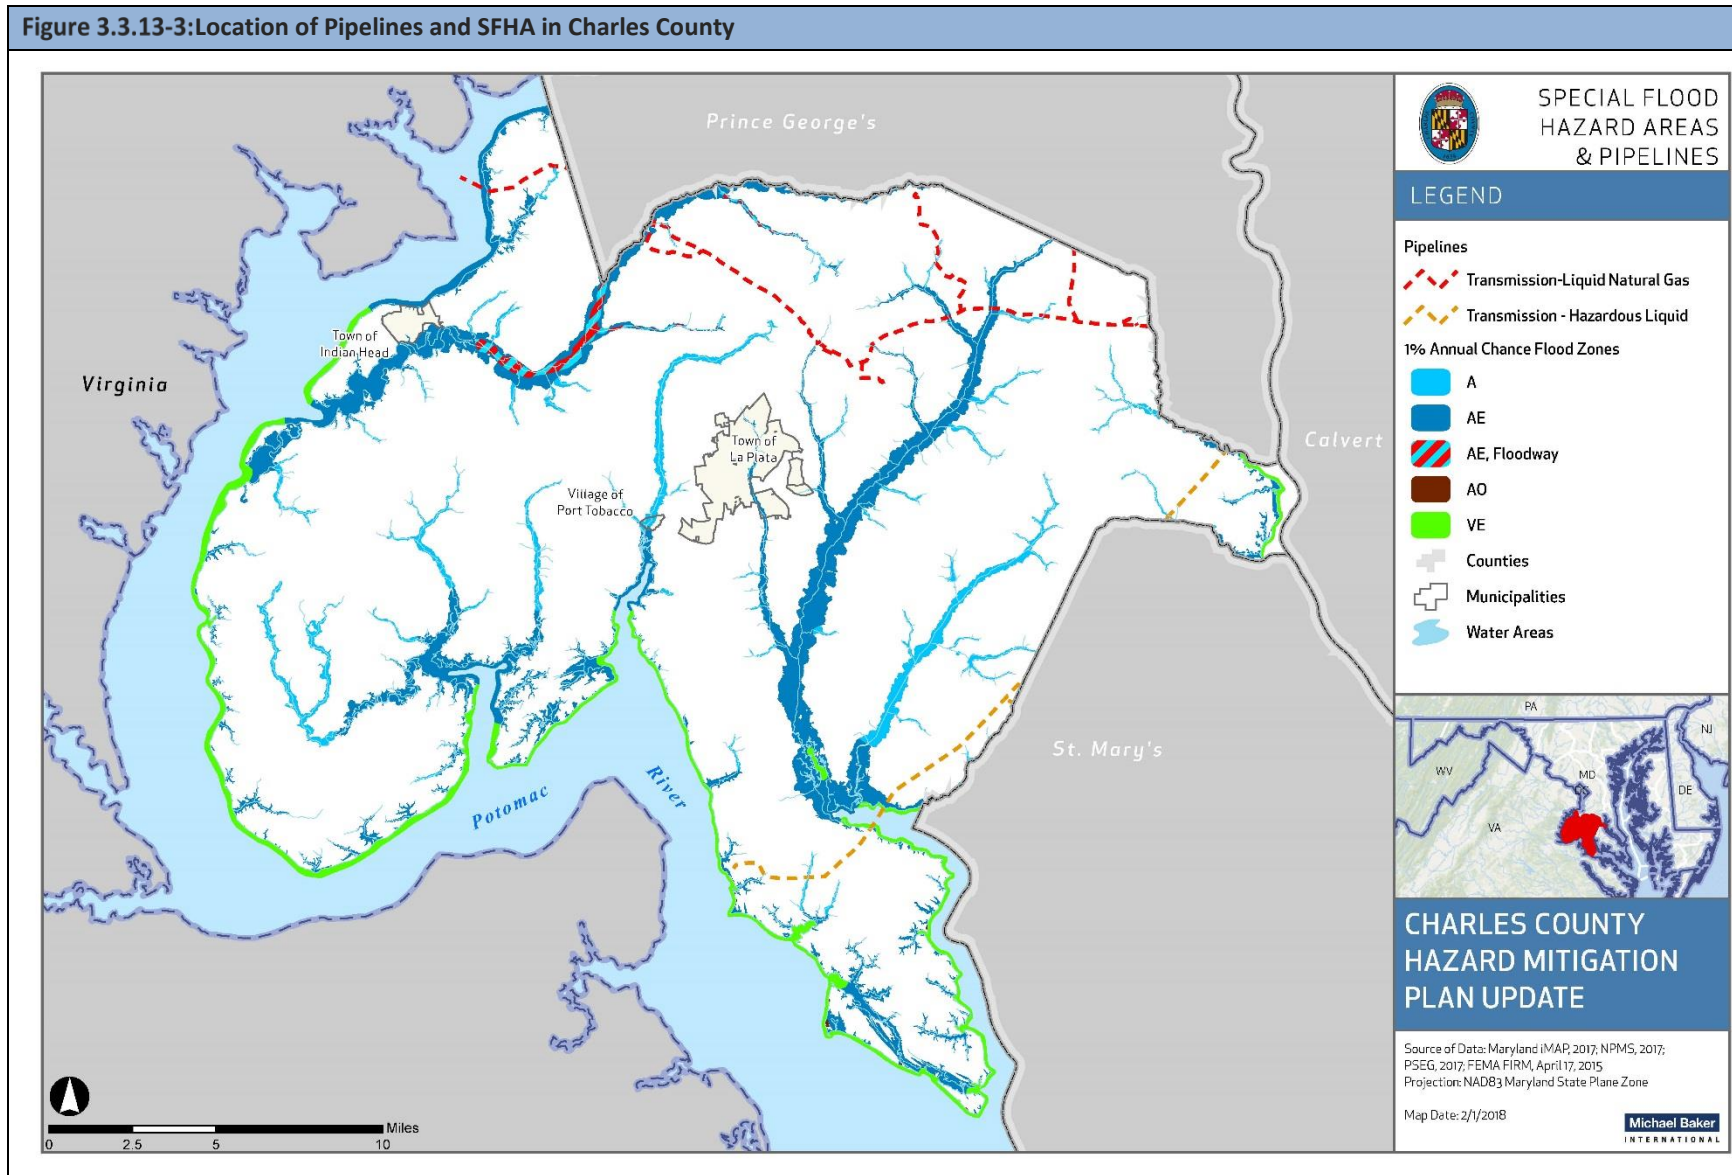 Figure 3.3.13-3:Location of Pipelines and SFHA in Charles County
Prince George's
Virginia
Town of
Indian Head
Town of
La Plata
Village of
Port Tobacco
Calvert
St. Mary's
Potomac
River
Miles
0 2.5 5 10
SPECIAL FLOOD
HAZARD AREAS
& PIPELINES
LEGEND
Pipelines
Transmission-Liquid Natural Gas
Transmission - Hazardous Liquid
1% Annual Chance Flood Zones
A
AE
AE, Floodway
AO
VE
Counties
Municipalities
Water Areas
PA
NJ
WV
MD
DE
VA
CHARLES COUNTY
HAZARD MITIGATION
PLAN UPDATE
Source of Data: Maryland iMAP, 2017; NPMS, 2017;
PSEG, 2017; FEMA FIRM, April 17, 2015
Projection: NAD83 Maryland State Plane Zone
Map Date: 2/1/2018
Michael Baker
INTERNATIONAL